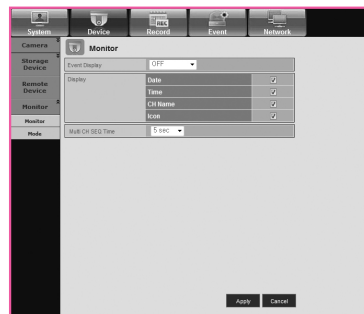 System Device Record Event Network
REC
Camera
Storage Device
Remote Device
Monitor
Monitor
Mode
Monitor
Event Display OFF
Display
Date
Time
CH Name
Icon
Multi CH SEQ Time 5 sec
Apply Cancel